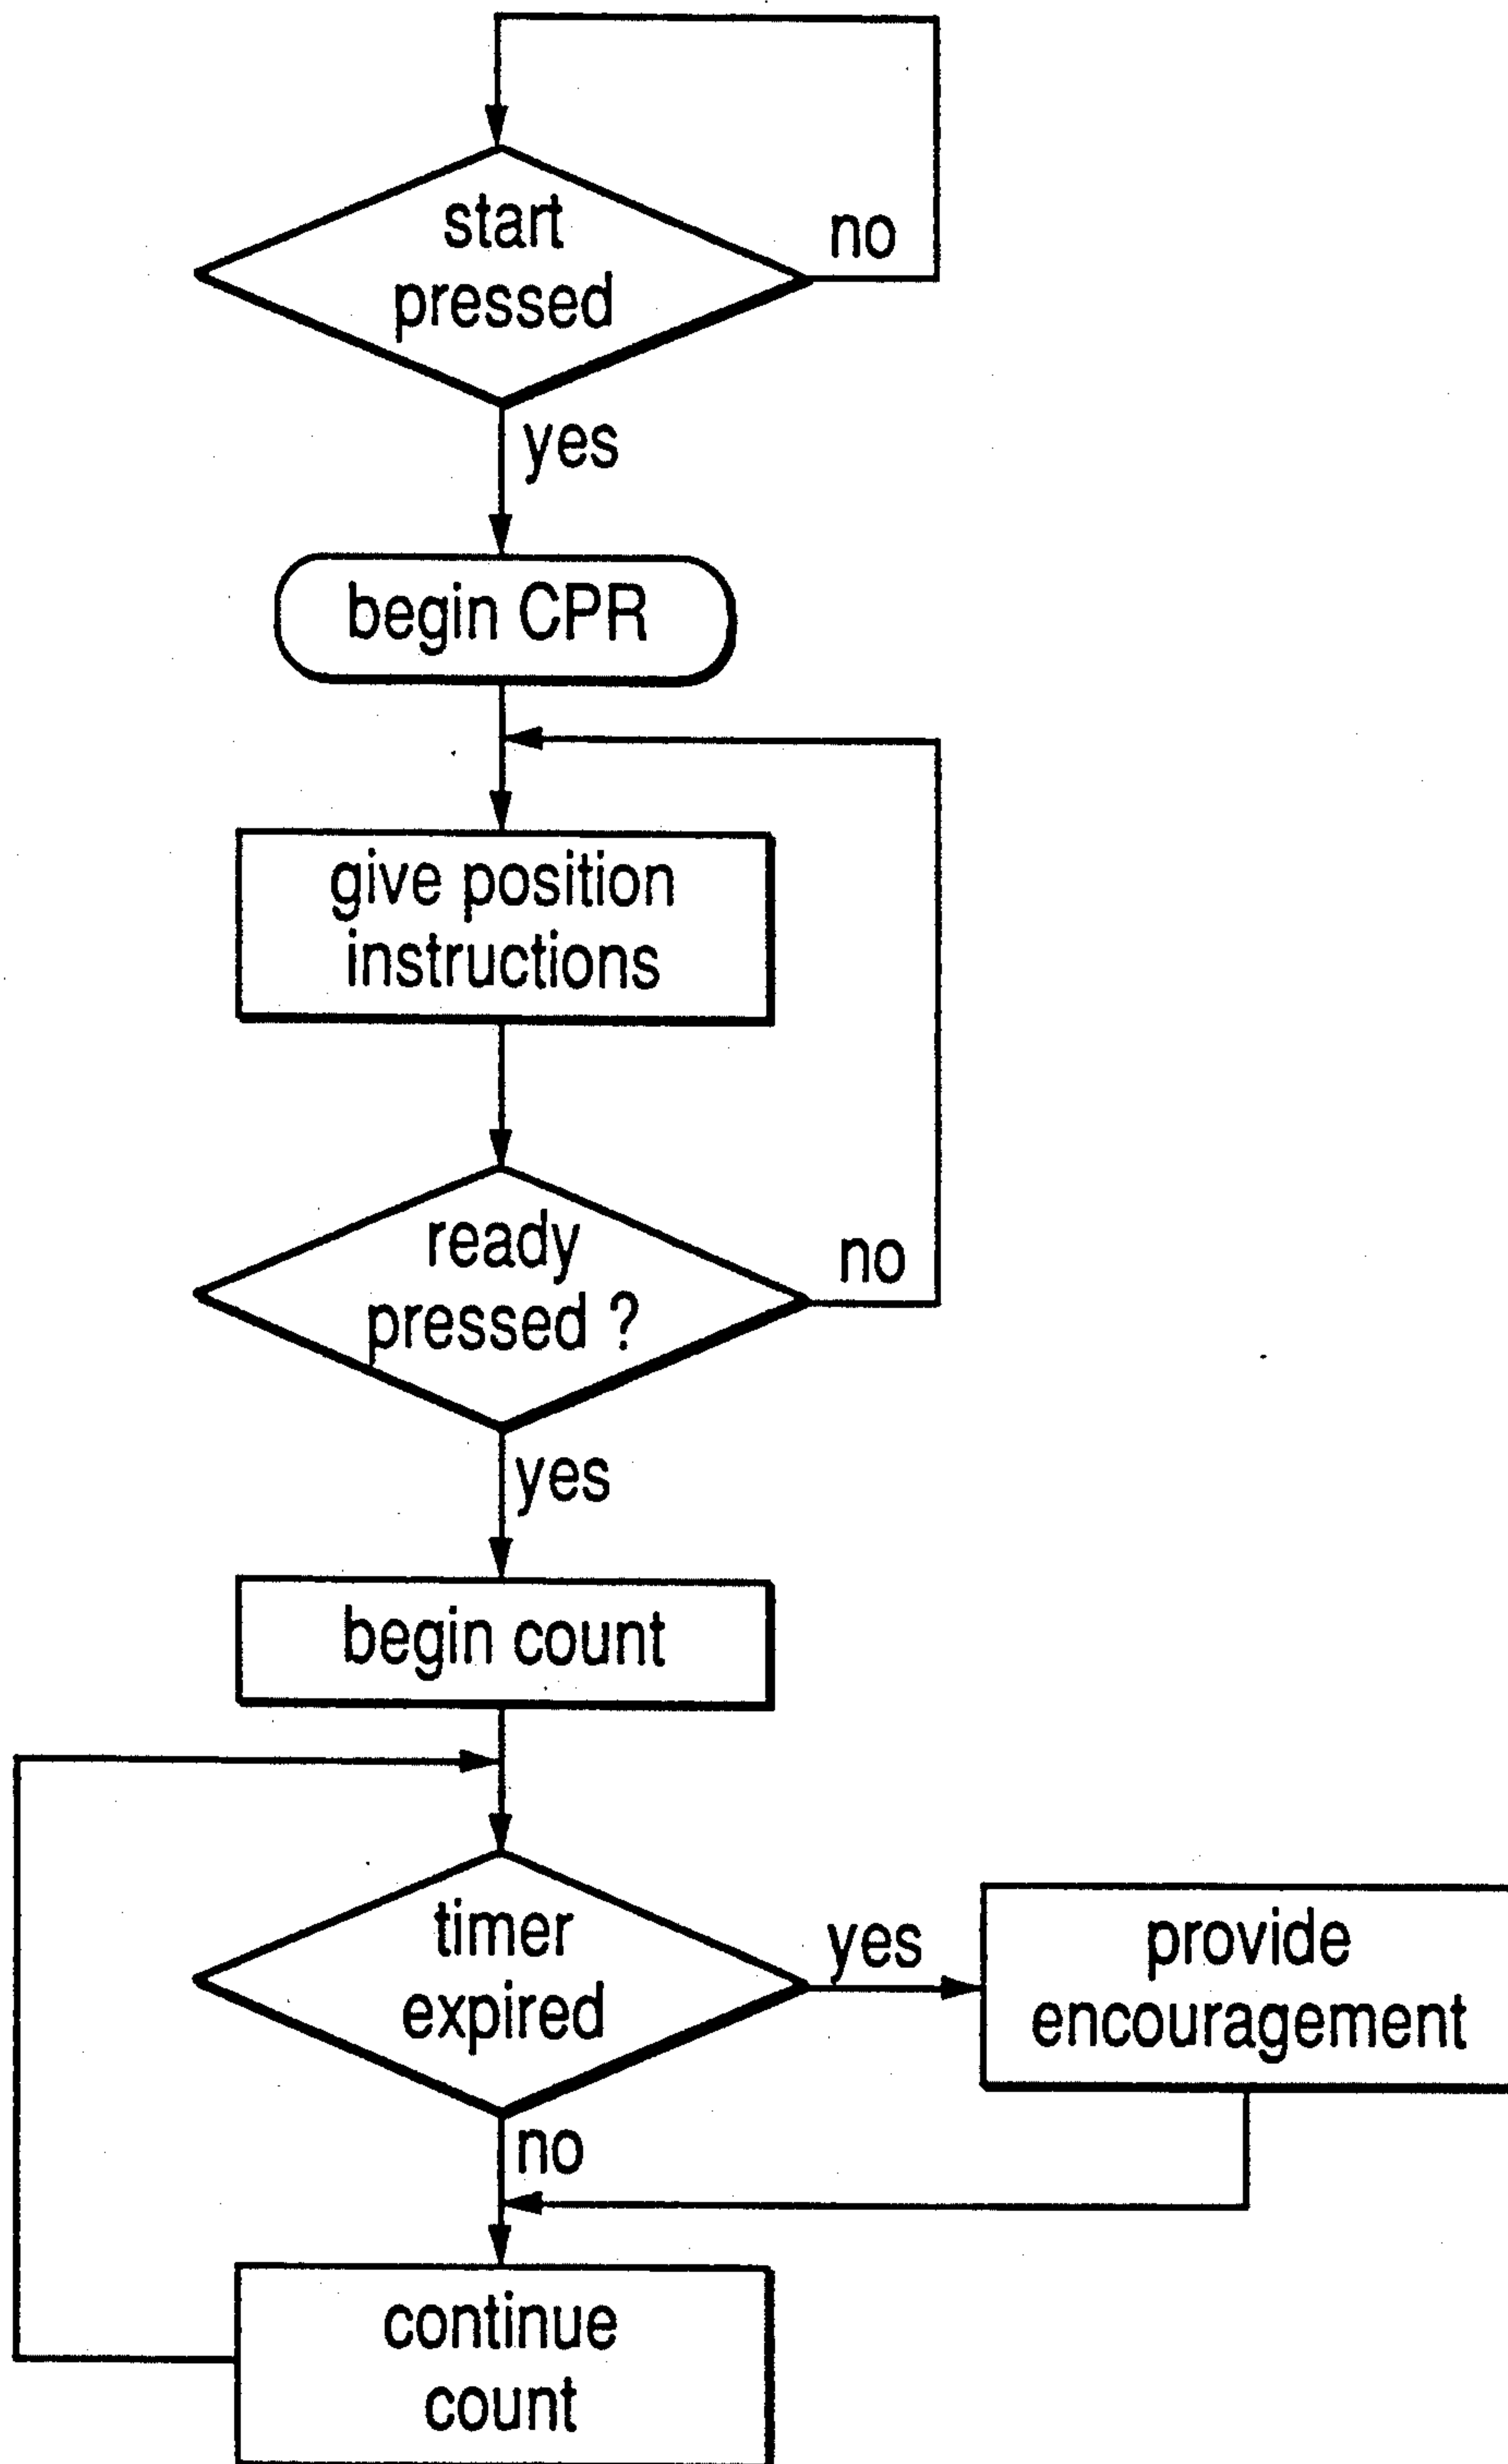 start
pressed
no
yes
begin CPR
give position
instructions
ready
pressed ?
no
yes
begin count
timer
expired
yes
provide
encouragement
no
continue
count